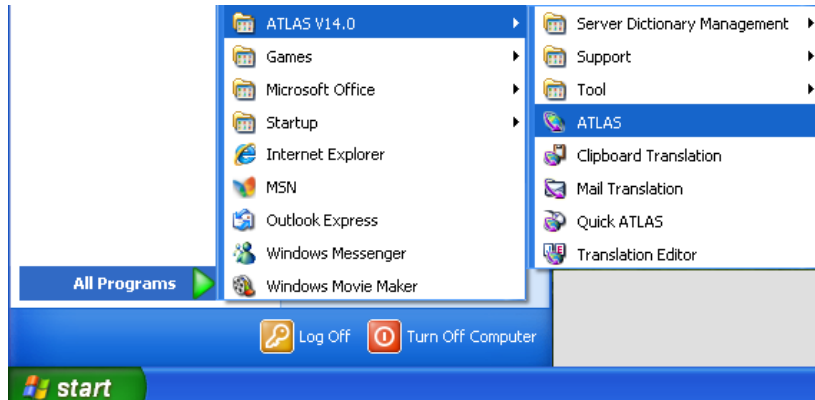 ATLAS V14.0
Games
Microsoft Office
Startup
Internet Explorer
MSN
Outlook Express
Windows Messenger
Windows Movie Maker
Server Dictionary Management
Support
Tool
ATLAS
Clipboard Translation
Mail Translation
Quick ATLAS
Translation Editor
All Programs
Log Off
Turn Off Computer
start